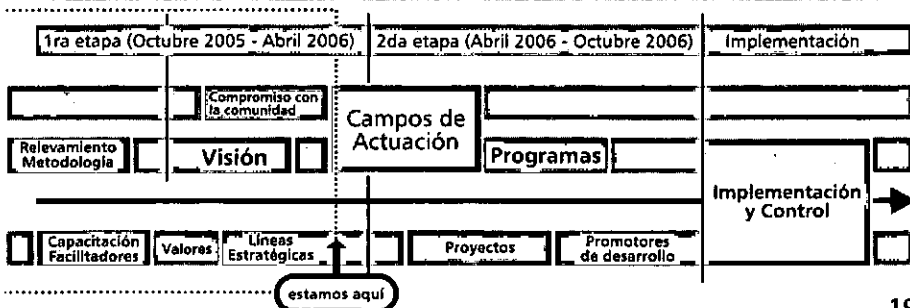 1ra etapa (Octubre 2005 - Abril 2006) 2da etapa (Abril 2006 - Octubre 2006) Implementación
Compromiso con
la comunidad
Campos de
Actuación
Relevamiento
Metodología
Visión
Programas
Implementación
y Control
Capacitación
Facilitadores
Valores
Líneas
Estratégicas
Proyectos
Promotores
de desarrollo
estamos aquí
19